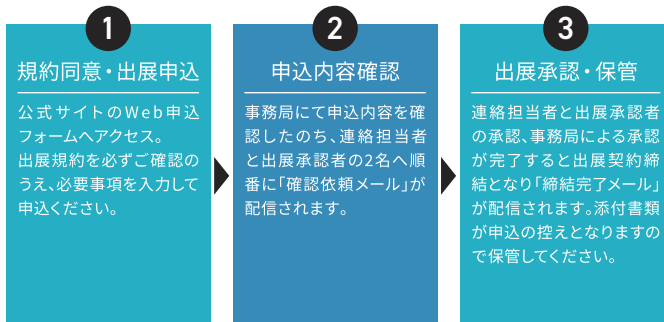 1
規約同意・出展申込
公式サイトのWeb申込
フォームへアクセス。
出展規約を必ずご確認の
うえ、必要事項を入力して
申込ください。
2
申込内容確認
事務局にて申込内容を確
認したのち、連絡担当者
と出展承認者の2名へ順
番に「確認依頼メール」が
配信されます。
3
出展承認・保管
連絡担当者と出展承認者
の承認、事務局による承認
が完了すると出展契約締
結となり「締結完了メール」
が配信されます。添付書類
が申込の控えとなりますの
で保管してください。